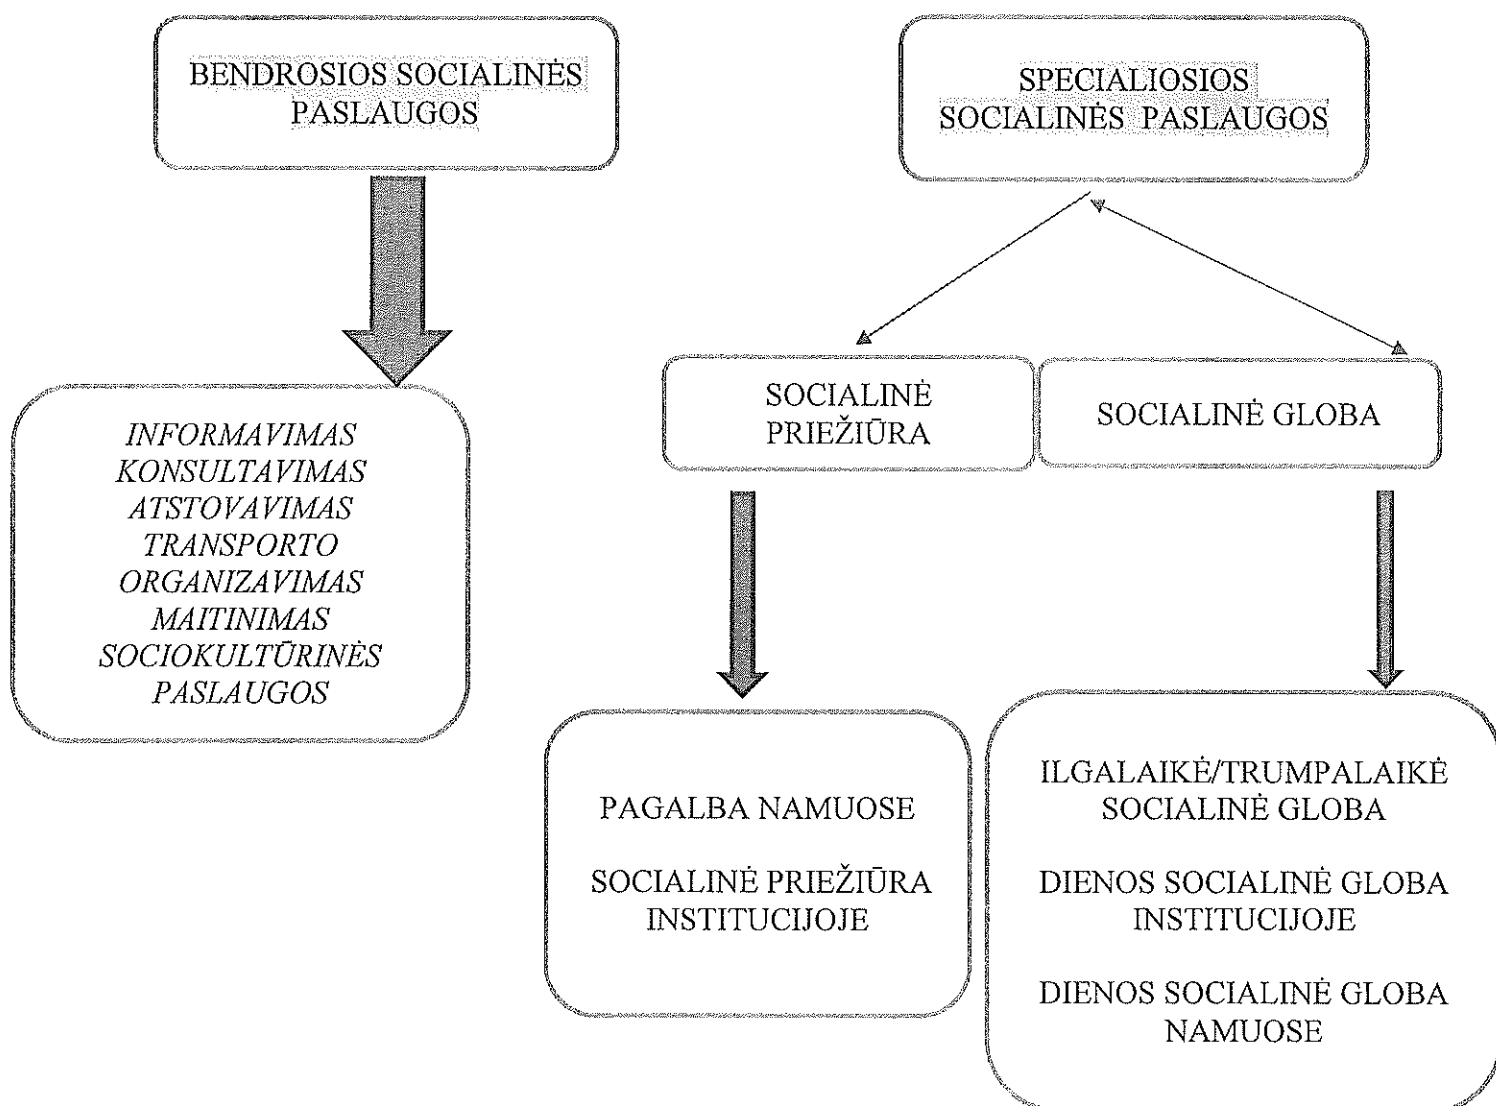 BENDROSIOS SOCIALINĖS
PASLAUGOS
SPECIALIOSIOS
SOCIALINĖS PASLAUGOS
INFORMAVIMAS
KONSULTAVIMAS
ATSTOVAVIMAS
TRANSPORTO
ORGANIZAVIMAS
MAITINIMAS
SOCIOKULTŪRINĖS
PASLAUGOS
SOCIALINĖ
PRIEŽIŪRA
SOCIALINĖ GLOBA
PAGALBA NAMUOSE
SOCIALINĖ PRIEŽIŪRA
INSTITUCIJOJE
ILGALAIKĖ/TRUMPALAIKĖ
SOCIALINĖ GLOBA
DIENOS SOCIALINĖ GLOBA
INSTITUCIJOJE
DIENOS SOCIALINĖ GLOBA
NAMUOSE